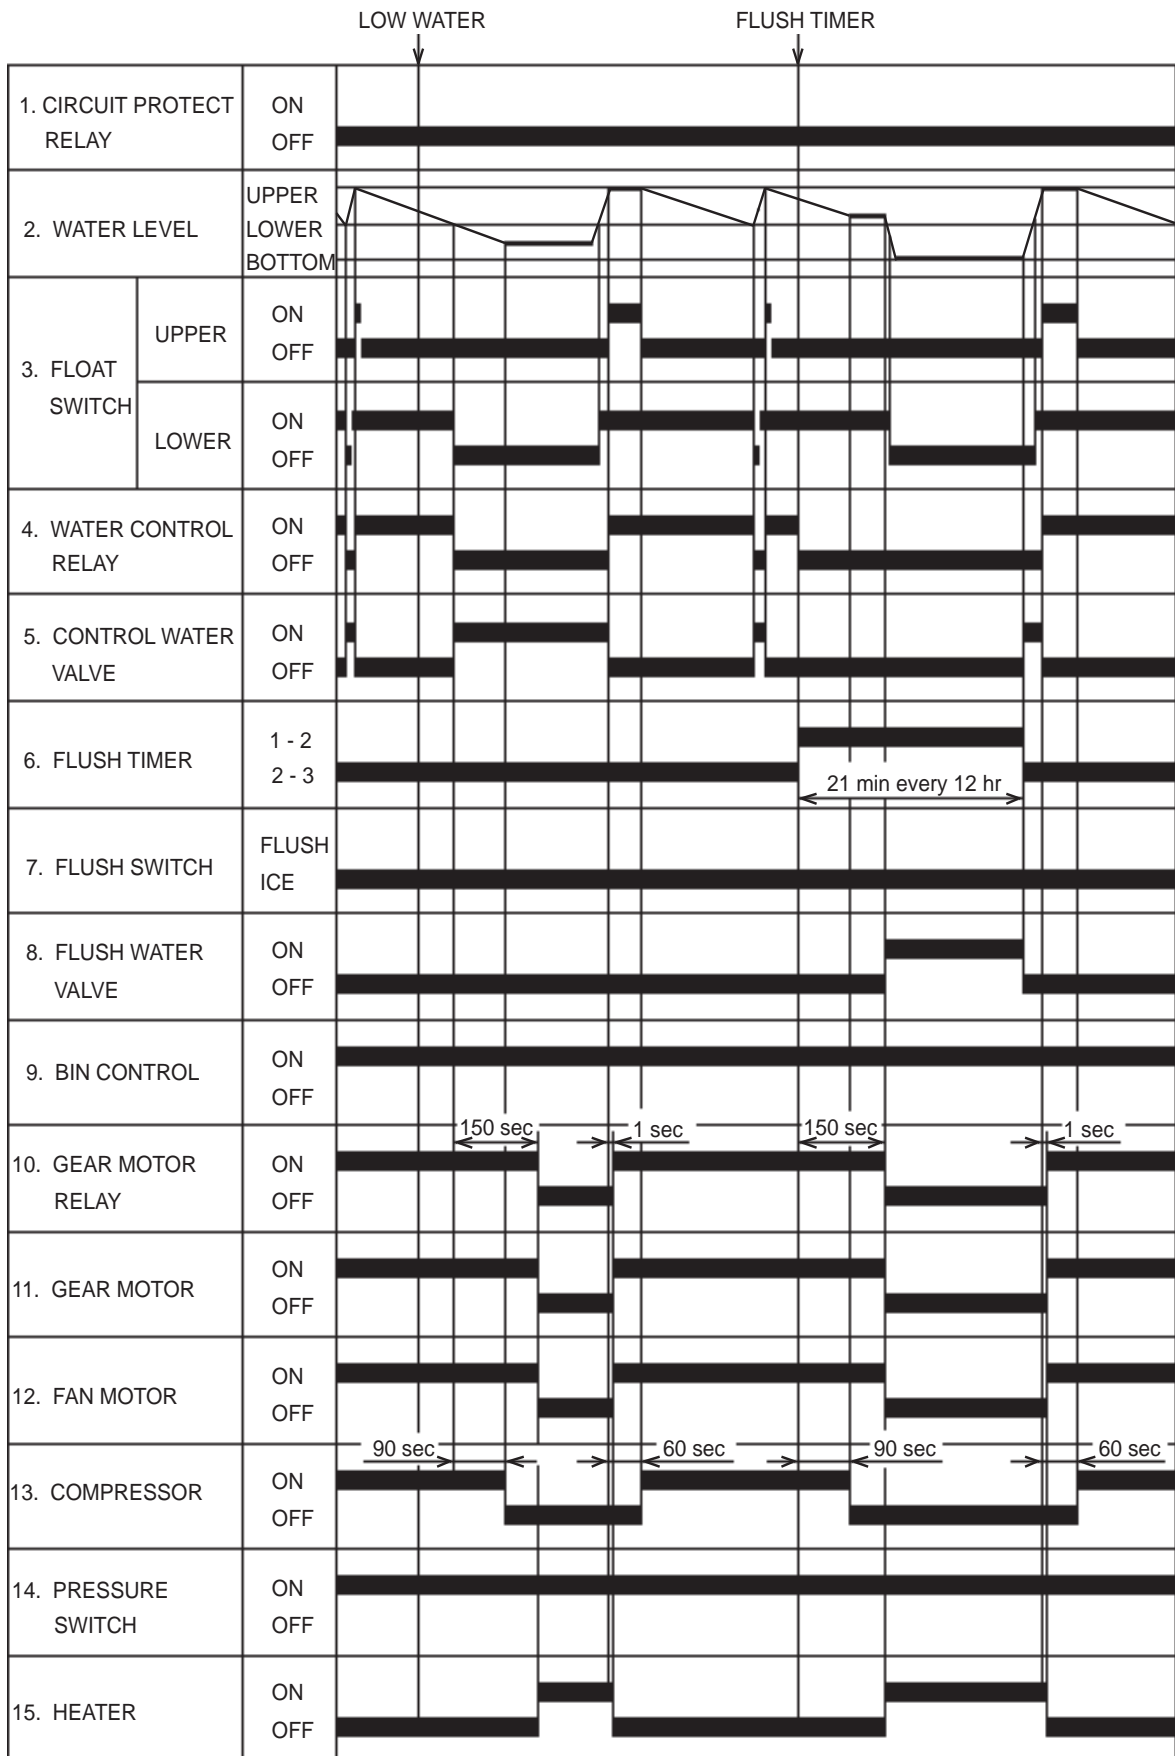 LOW WATER FLUSH TIMER
1. CIRCUIT PROTECT ON
RELAY OFF
UPPER
2. WATER LEVEL LOWER
BOTTOM
3. FLOAT SWITCH
UPPER ON
OFF
LOWER ON
OFF
4. WATER CONTROL ON
RELAY OFF
5. CONTROL WATER ON
VALVE OFF
6. FLUSH TIMER 1 - 2
2 - 3 21 min every 12 hr
7. FLUSH SWITCH FLUSH
ICE
8. FLUSH WATER ON
VALVE OFF
9. BIN CONTROL ON
OFF
150 sec 1 sec 150 sec 1 sec
10. GEAR MOTOR ON
RELAY OFF
11. GEAR MOTOR ON
OFF
12. FAN MOTOR ON
OFF
90 sec 60 sec 90 sec 60 sec
13. COMPRESSOR ON
OFF
14. PRESSURE ON
SWITCH OFF
15. HEATER ON
OFF